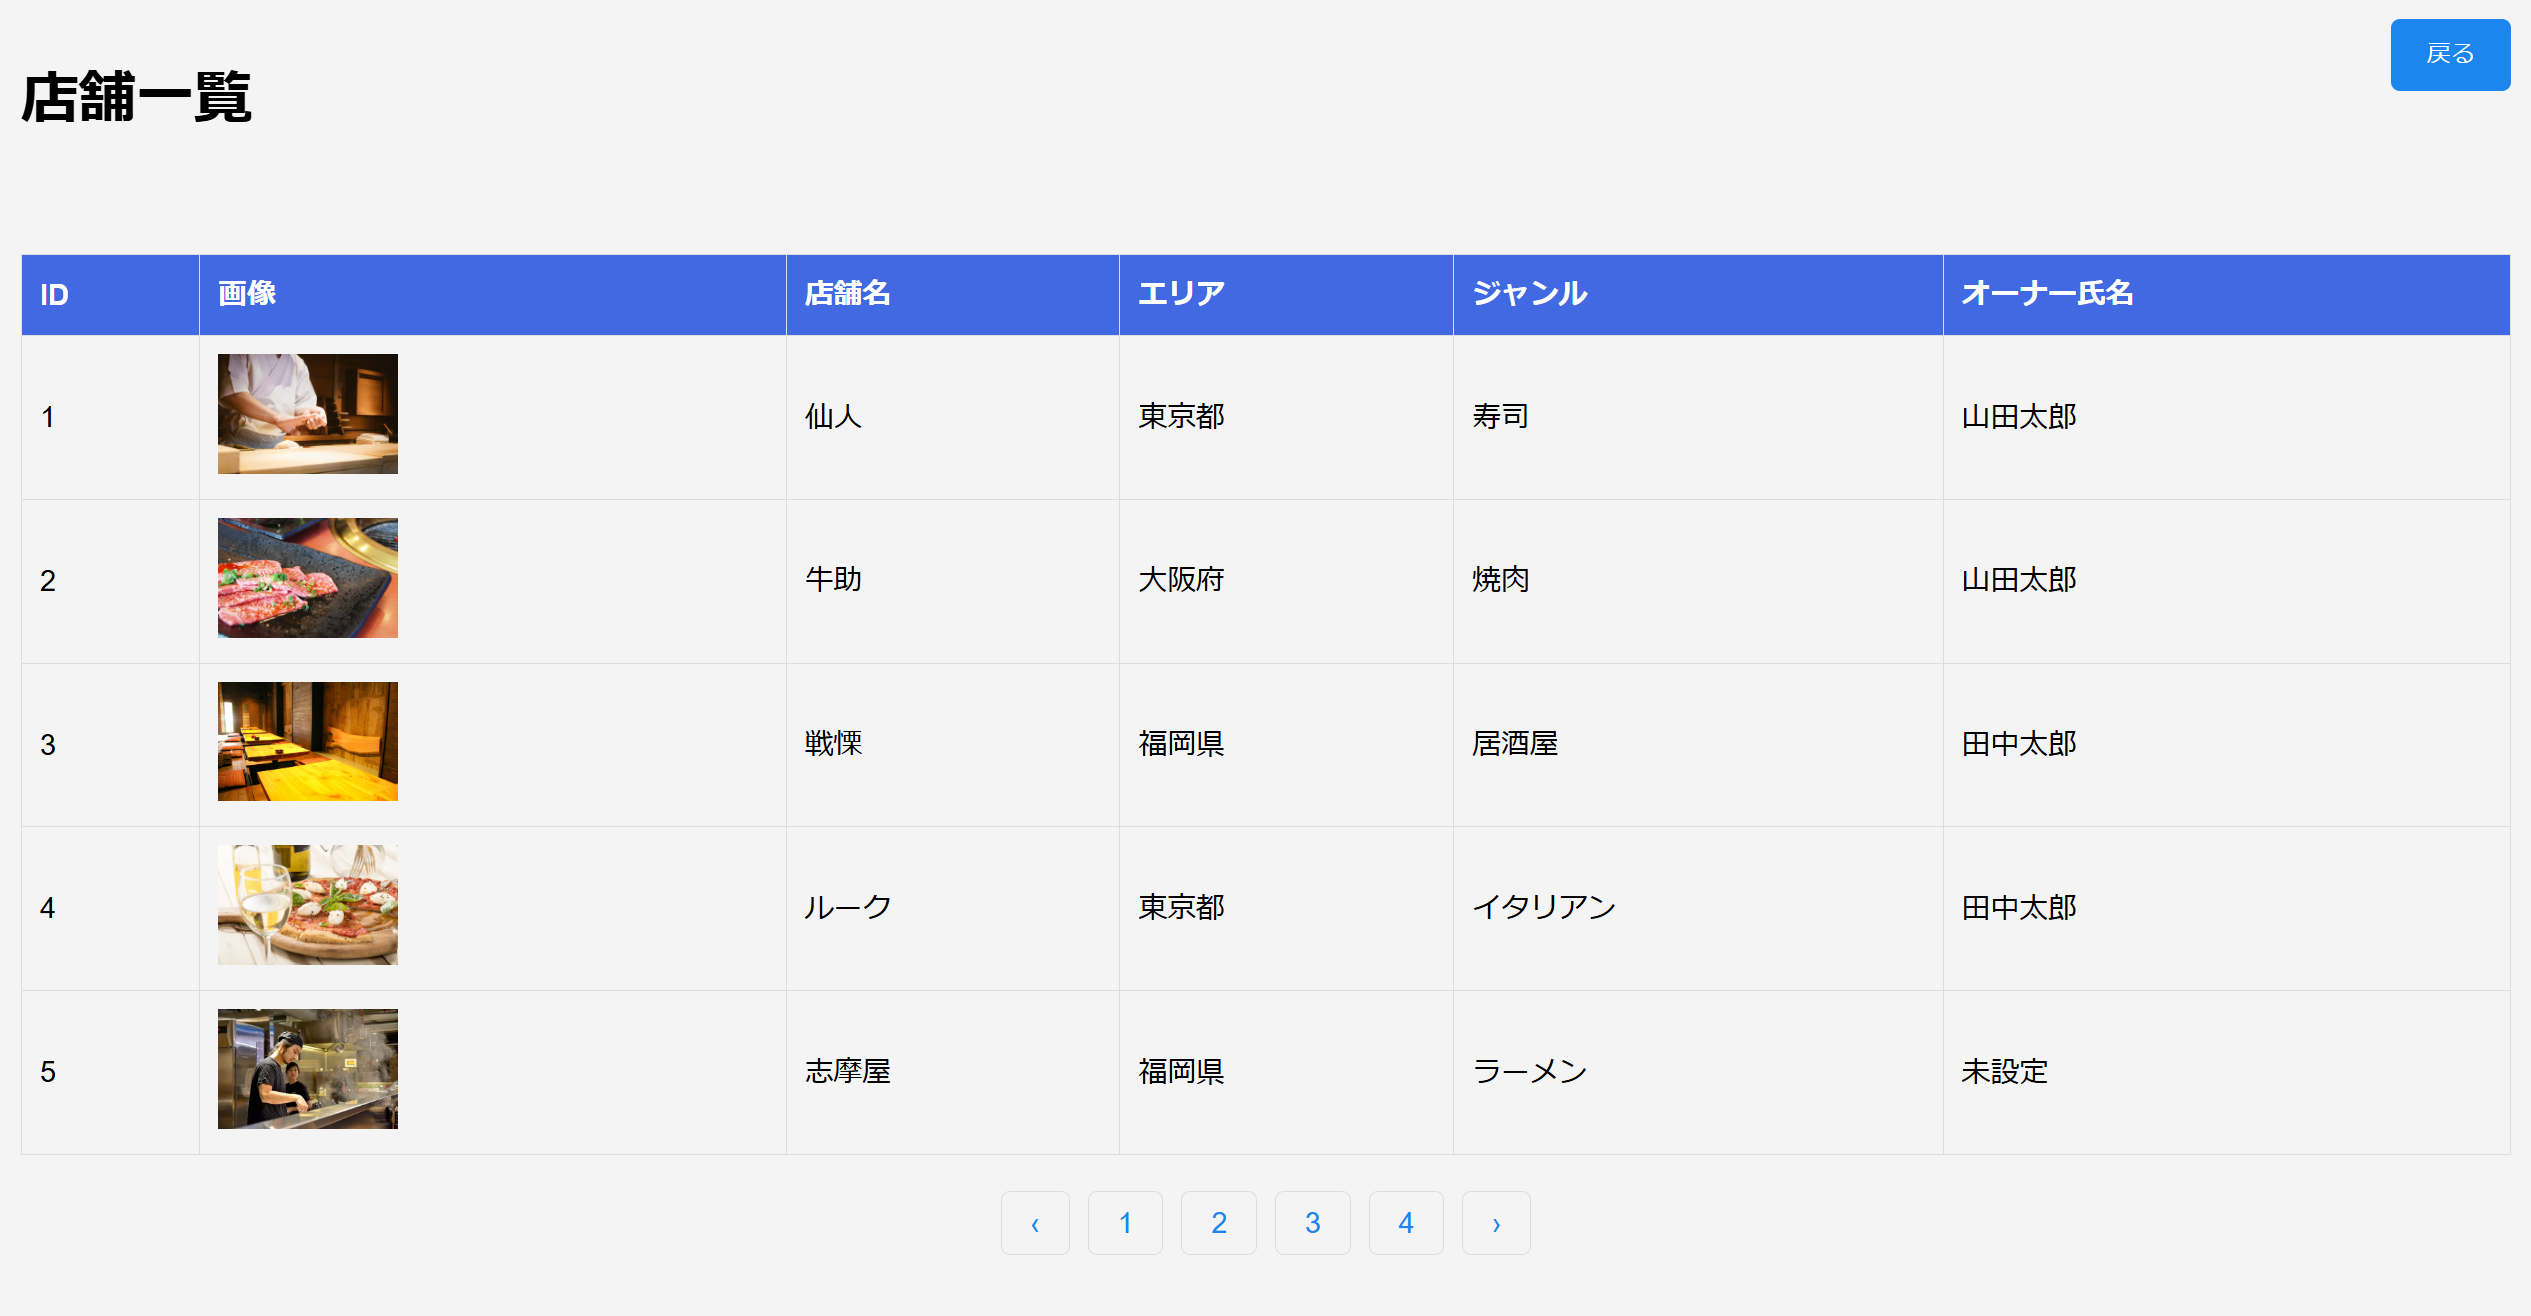 戻る
店舗一覧
ID 画像 店舗名 エリア ジャンル オーナー氏名
1 仙人 東京都 寿司 山田太郎
2 牛助 大阪府 焼肉 山田太郎
3 戦慄 福岡県 居酒屋 田中太郎
4 ルーク 東京都 イタリアン 田中太郎
5 志摩屋 福岡県 ラーメン 未設定
‹ 1 2 3 4 ›